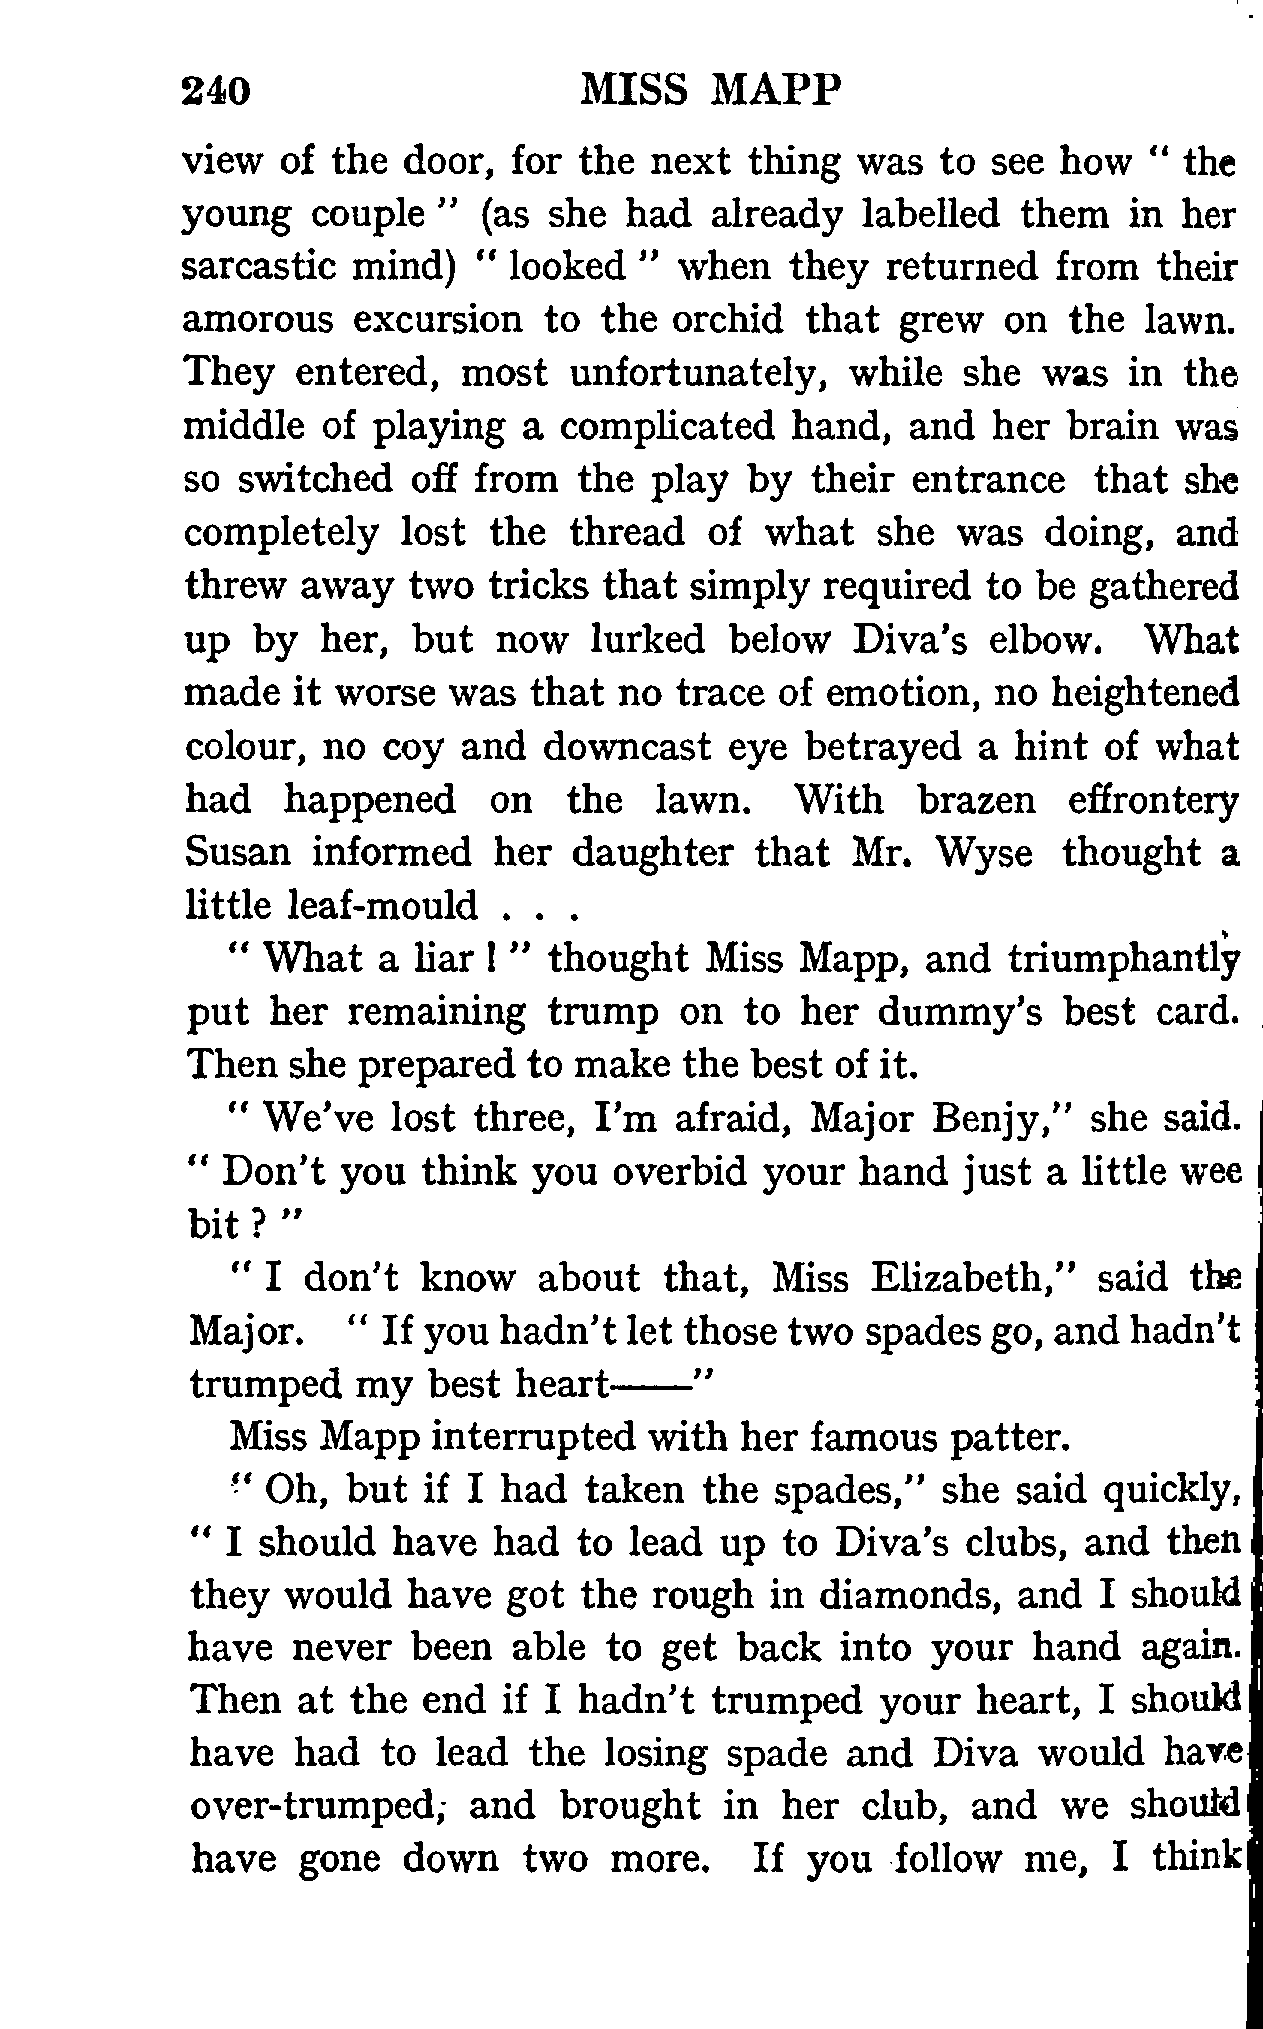 240 MISS MAPP
view of the door, for the next thing was to see how " the
young couple " (as she had already labelled them in her
sarcastic mind) " looked " when they returned from their
amorous excursion to the orchid that grew on the lawn.
They entered, most unfortunately, while she was in the
middle of playing a complicated hand, and her brain was
so switched off from the play by their entrance that she
completely lost the thread of what she was doing, and
threw away two tricks that simply required to be gathered
up by her, but now lurked below Diva's elbow. What
made it worse was that no trace of emotion, no heightened
colour, no coy and downcast eye betrayed a hint of what
had happened on the lawn. With brazen effrontery
Susan informed her daughter that Mr. Wyse thought a
little leaf-mould . . .
" What a liar ! " thought Miss Mapp, and triumphantly
put her remaining trump on to her dummy's best card.
Then she prepared to make the best of it.
" We've lost three, I'm afraid, Major Benjy," she said.
" Don't you think you overbid your hand just a little wee
bit ? "
" I don't know about that, Miss Elizabeth," said the
Major. " If you hadn't let those two spades go, and hadn't
trumped my best heart——"
Miss Mapp interrupted with her famous patter.
" Oh, but if I had taken the spades," she said quickly,
" I should have had to lead up to Diva's clubs, and then
they would have got the rough in diamonds, and I should
have never been able to get back into your hand again.
Then at the end if I hadn't trumped your heart, I should
have had to lead the losing spade and Diva would have
over-trumped, and brought in her club, and we should
have gone down two more. If you follow me, I think